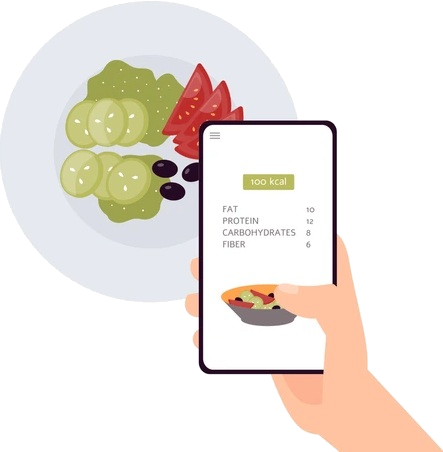 100 kcal
FAT 10
PROTEIN 12
CARBOHYDRATES 8
FIBER 6